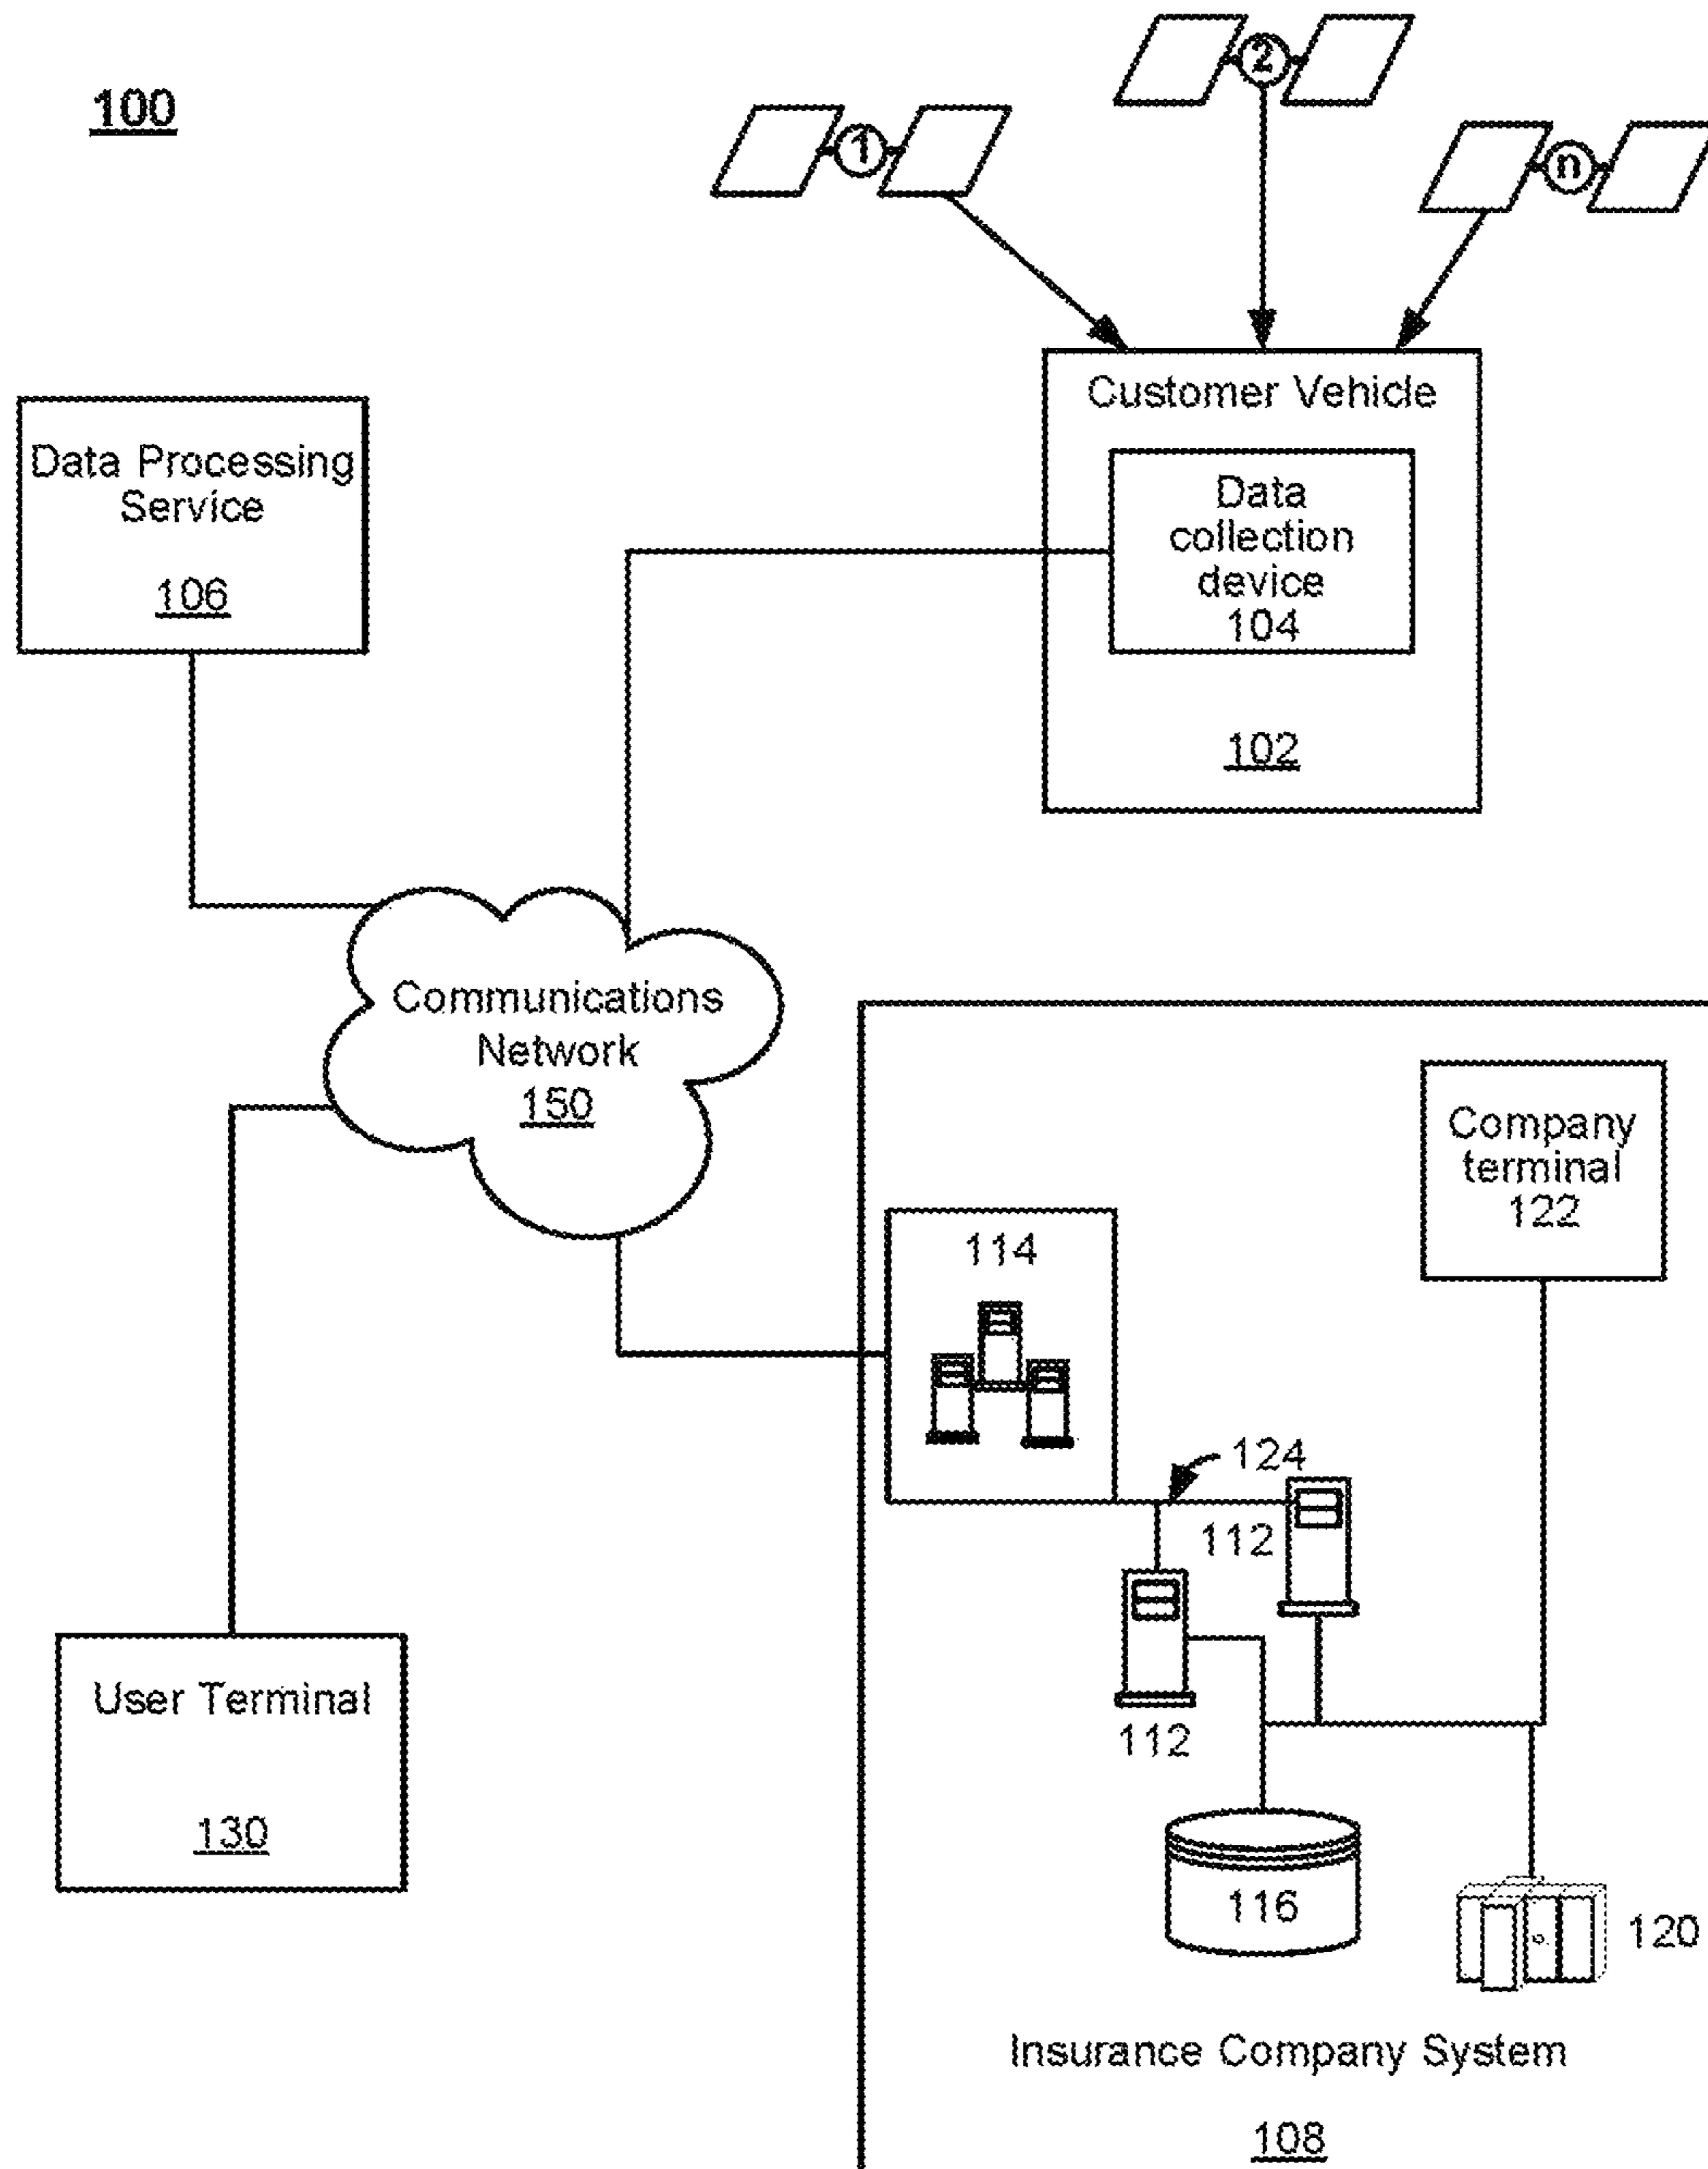 100
1
2
n
Customer Vehicle
Data
collection
device
104
102
Data Processing
Service
106
Communications
Network
150
Company
terminal
122
114
124
112
112
User Terminal
130
116
120
Insurance Company System
108